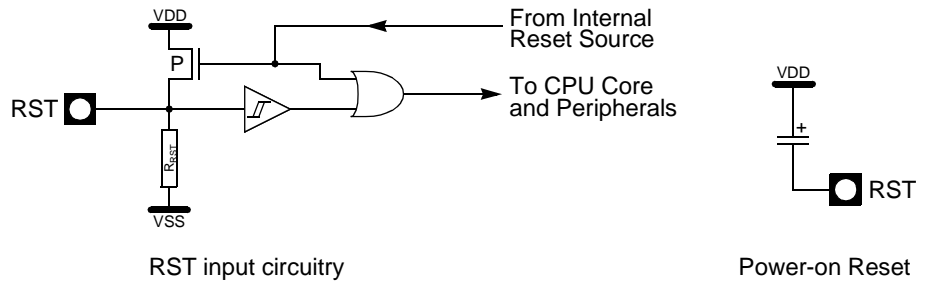 VDD
From Internal
Reset Source
P
To CPU Core
and Peripherals
RST
RRST
VSS
RST input circuitry
VDD
+
RST
Power-on Reset